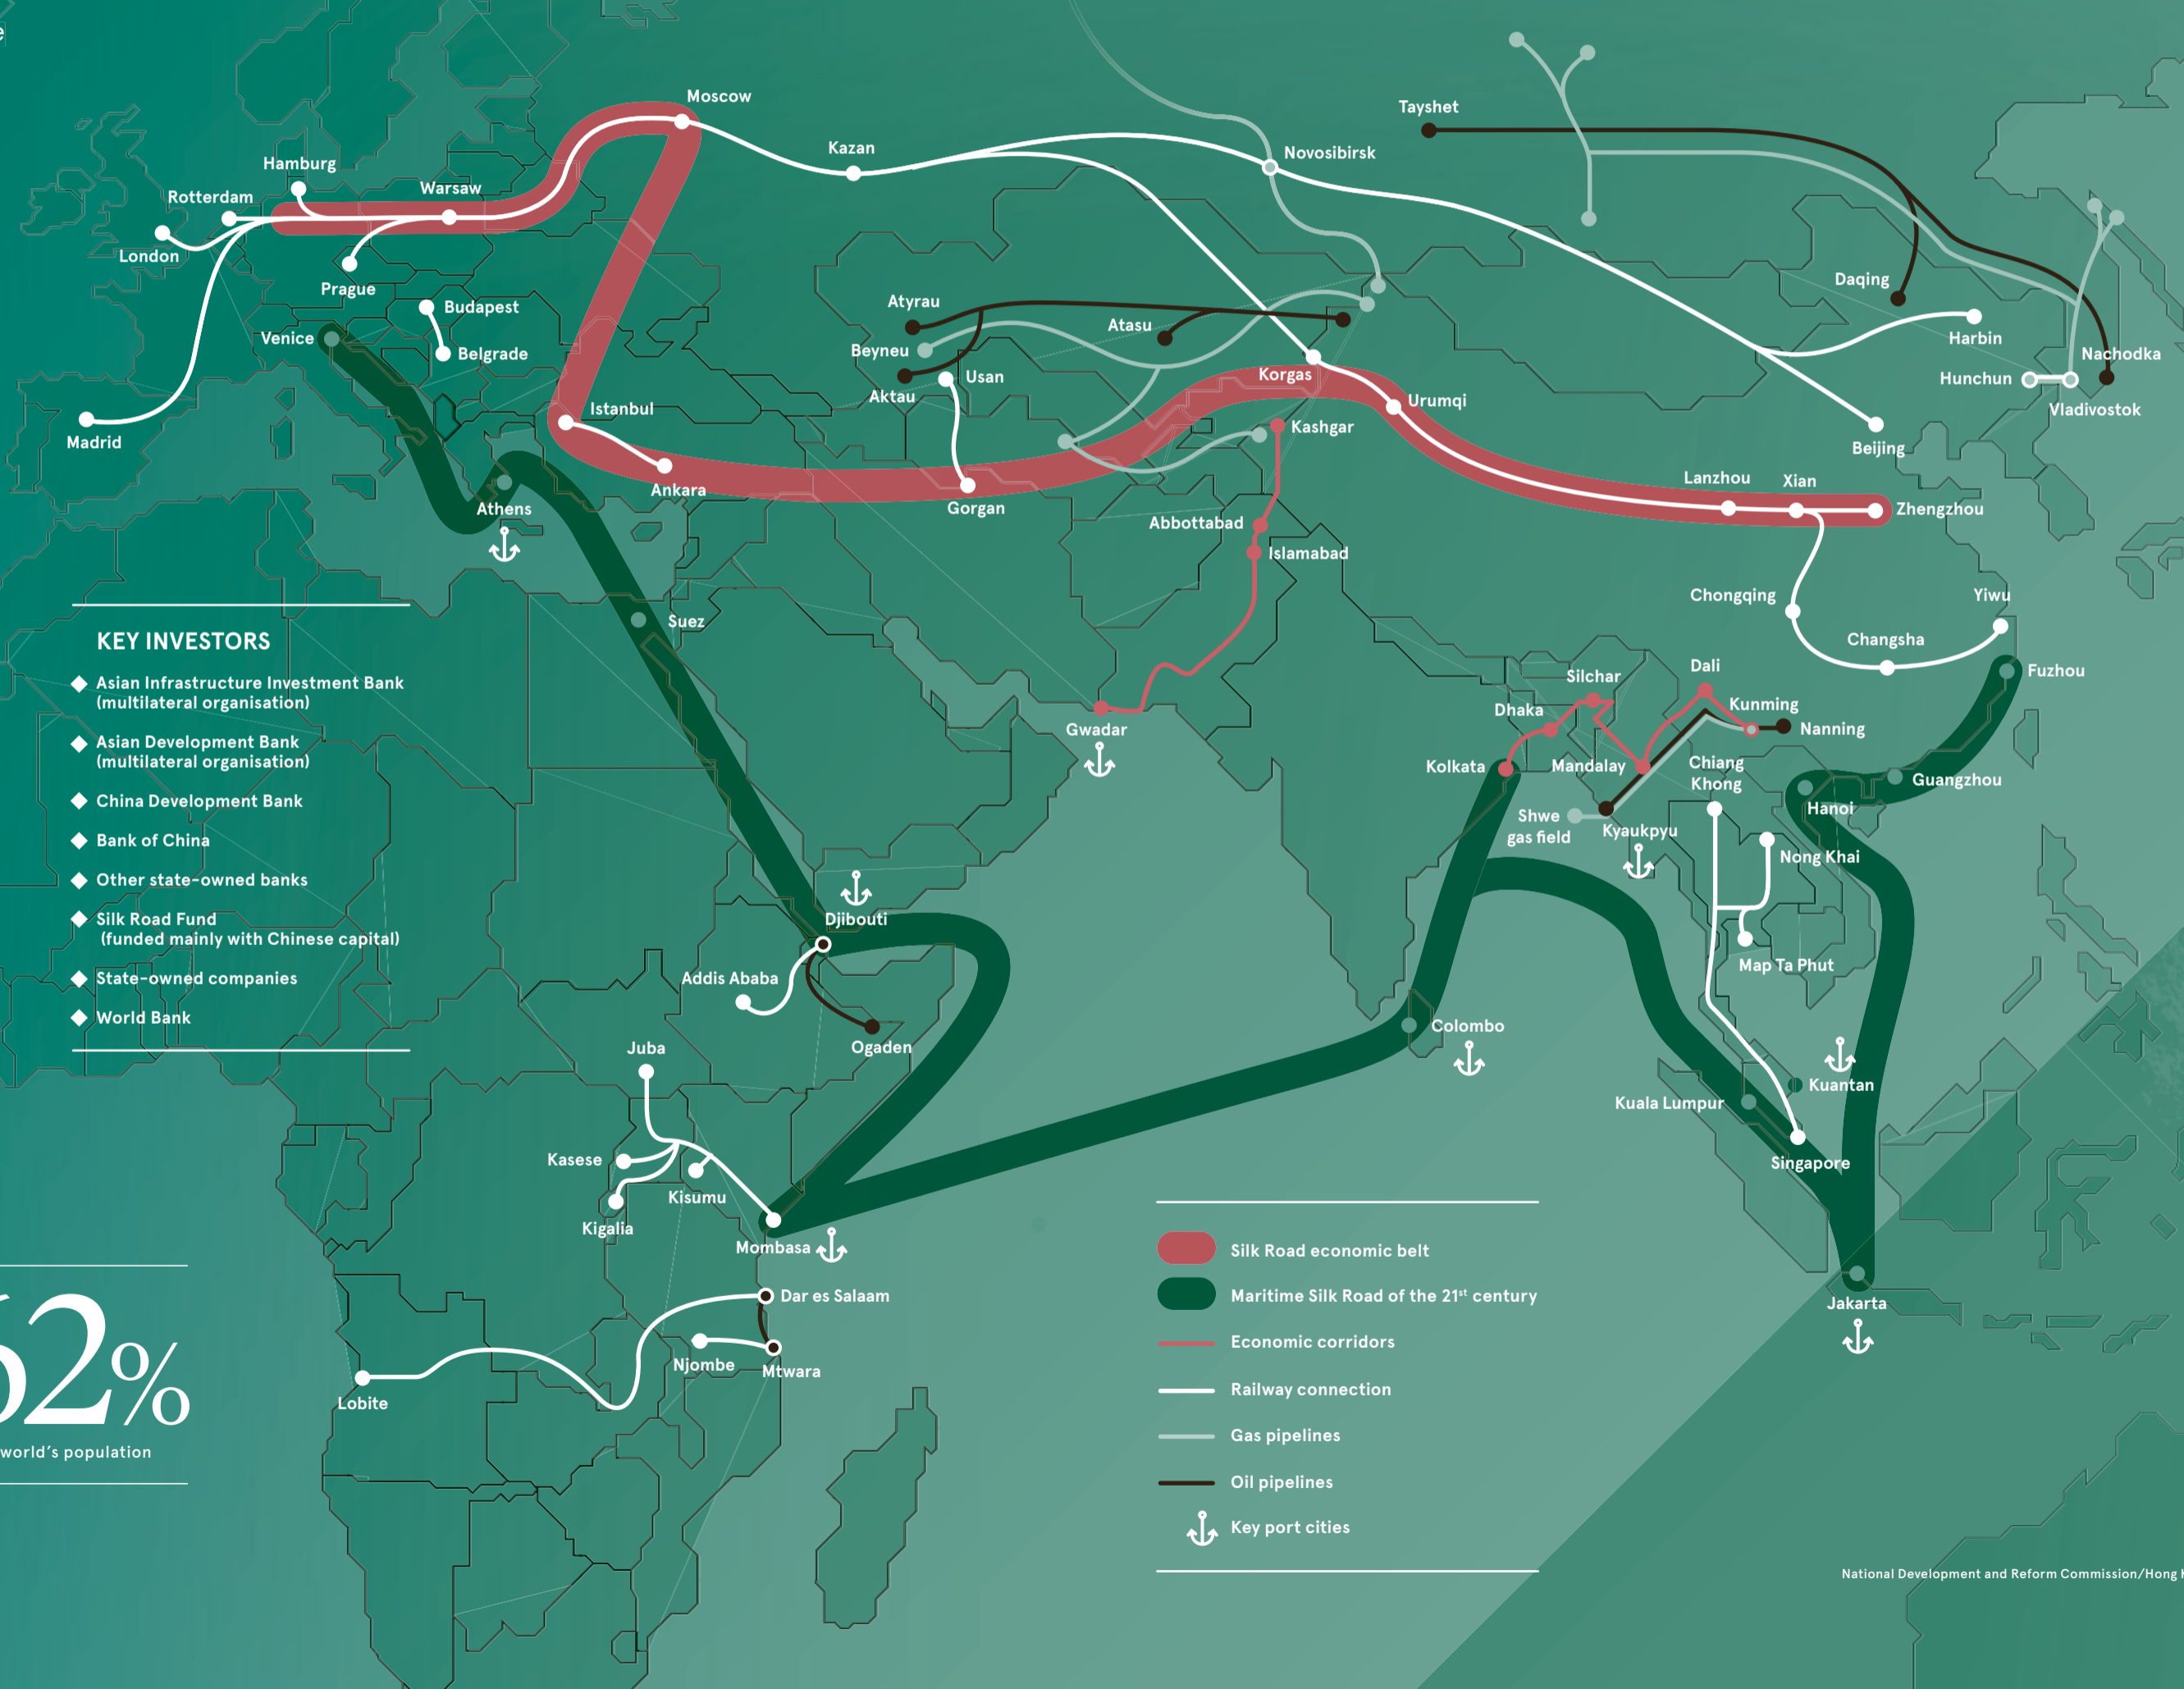 Moscow
Tayshet
Kazan
Novosibirsk
Hamburg
Rotterdam
Warsaw
London
Prague
Budapest
Venice
Belgrade
Madrid
Istanbul
Ankara
Athens
Atyrau
Beyneu
Aktau
Usan
Atasu
Gorgan
Korgas
Urumqi
Kashgar
Abbottabad
Islamabad
Daqing
Harbin
Nachodka
Hunchun
Vladivostok
Beijing
Lanzhou
Xian
Zhengzhou
Chongqing
Yiwu
Changsha
Fuzhou
Suez
Gwadar
Silchar
Dali
Dhaka
Kunming
Nanning
Kolkata
Mandalay
Chiang
Khong
Guangzhou
Hanoi
Shwe
gas field
Kyaukpyu
Nong Khai
Map Ta Phut
Djibouti
Addis Ababa
Ogaden
Colombo
Kuantan
Kuala Lumpur
Singapore
Jakarta
Juba
Kasese
Kisumu
Kigalia
Mombasa
Dar es Salaam
Njombe
Mtwara
Lobite
KEY INVESTORS
Asian Infrastructure Investment Bank
(multilateral organisation)
Asian Development Bank
(multilateral organisation)
China Development Bank
Bank of China
Other state-owned banks
Silk Road Fund
(funded mainly with Chinese capital)
State-owned companies
World Bank
62%
world's population
Silk Road economic belt
Maritime Silk Road of the 21st century
Economic corridors
Railway connection
Gas pipelines
Oil pipelines
Key port cities
National Development and Reform Commission/Hong